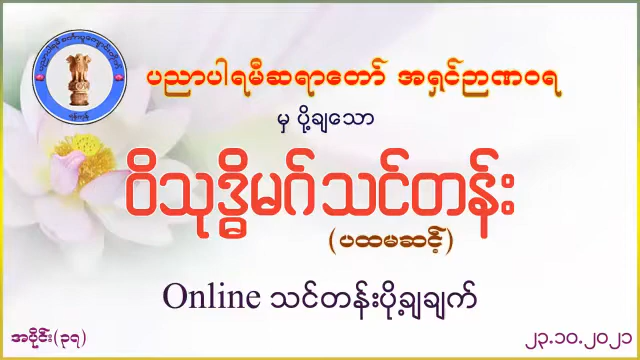 ပညာပါရမီဆရာတော် အရှင်ဉာဏဝရ
မှ ပို့ချသော
ဝိသုဒ္ဓိမဂ်သင်တန်း
(ပထမဆင့်)
Online သင်တန်းပို့ချချက်
အပိုင်း(၃၇)
၂၃.၁၀.၂၀၂၁